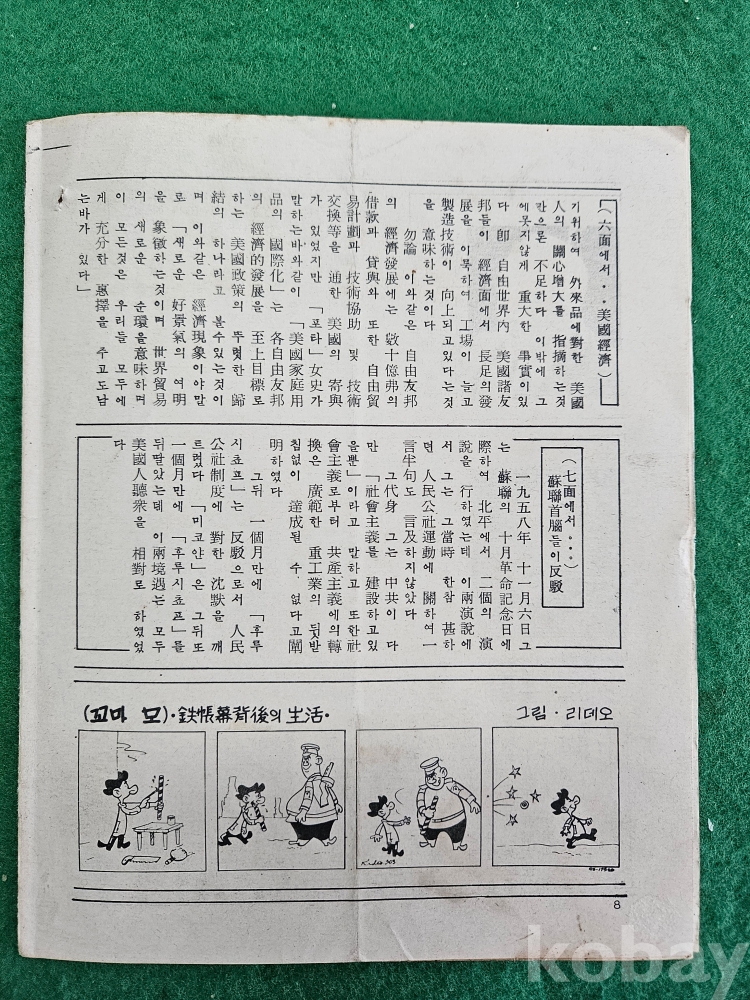 (六面에서··美國經濟)
기위하여 外來品에對한 美國
人의 關心增大를 指摘하는것
만으론 不足하다 이밖에 그
에못지않게 重大한 事實이있
다 卽 自由世界內 美國諸友
邦들이 經濟面에서 長足의發
展을 이룩하여 工場이 늘고
製造技術이 向上되고있다는것
을 意味하는것이다
勿論 이와같은 自由友邦
의 經濟發展에는 數十億弗의
借款과 貸與와 또한 自由貿
易計劃과 技術協助 및 技術
交換等을 通한 美國의 寄與
가 있었지만 「포타」女史가
말하는바와같이 「美國家庭用
品의 國際化」는 各自由友邦
의 經濟的發展을 至上目標로
하는 美國政策의 뚜렷한 歸
結의 하나라고 볼수있는것이
며 이와같은 經濟現象이야말
로 「새로운 好景氣의 여명
을 象徵하는것이며 世界貿易
의 새로운 순環을意味하며
이 모든것은 우리들 모두에
게 充分한 惠擇을 주고도남
는바가 있다」
(七面에서···)
蘇聯首腦들이反駁
一九五八年 十一月六日그
는 蘇聯의 十月革命記念日에
際하여 北平에서 二個의 演
說을 行하였는데 이兩演說에
서 그는 그當時 한참 甚하
던 人民公社運動에 關하여一
言半句도 言及하지않았다
그代身 그는 中共이 다
만 「社會主義를 建設하고있
을뿐」이라고 말하고 또한社
會主義로부터 共產主義에의轉
換은 廣範한 重工業의 뒷받
침없이 達成될 수 없다고闡
明하였다
그뒤 一個月만에 「후루
시쵸프」는 反駁으로서 人民
公社制度에 對한 沈默을 깨
트렸다 「미코얀」은 그뒤또
一個月만에 「후루시쵸프」를
뒤딸았는데 이兩境遇는 모두
美國人聽衆을 相對로 하였었
다
(꼬마 모)·鉄帳幕背後의 生活·
그림·리데오
8
kobay